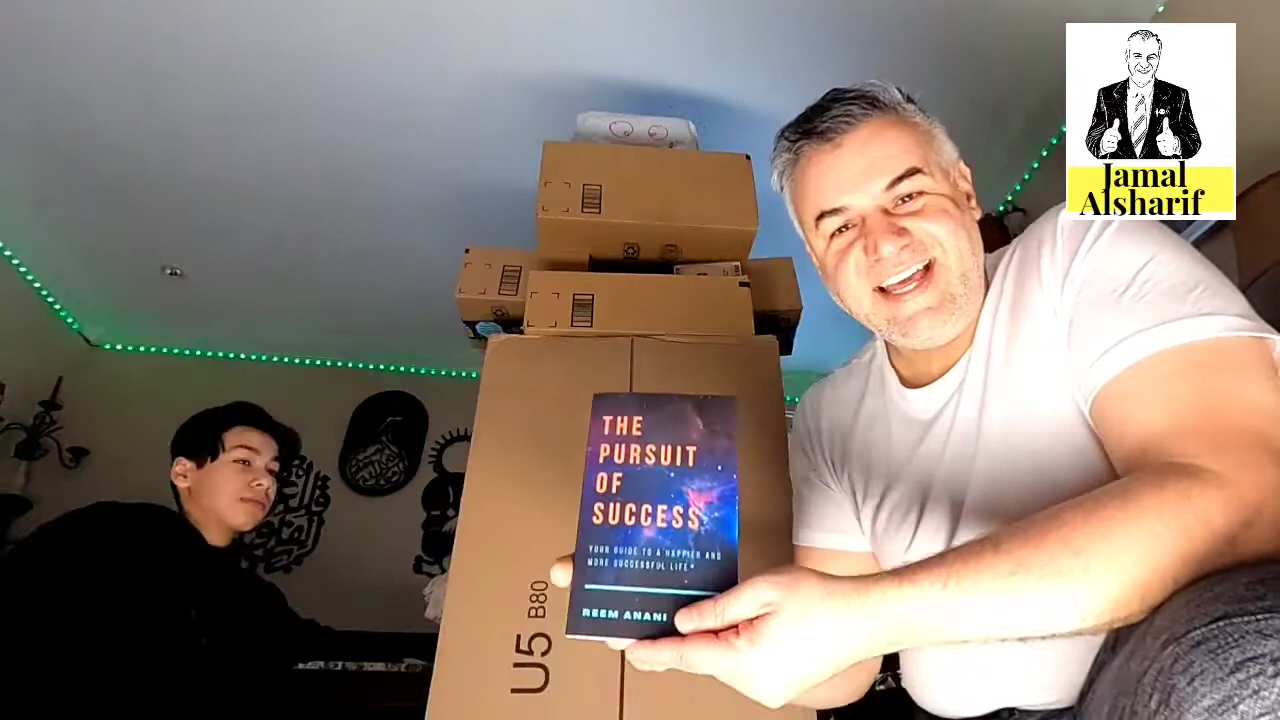 Jamal
Alsharif
THE
PURSUIT
OF
SUCCESS
YOUR GUIDE TO A HAPPIER AND
MORE SUCCESSFUL LIFE
REEM ANANI
U5 B80